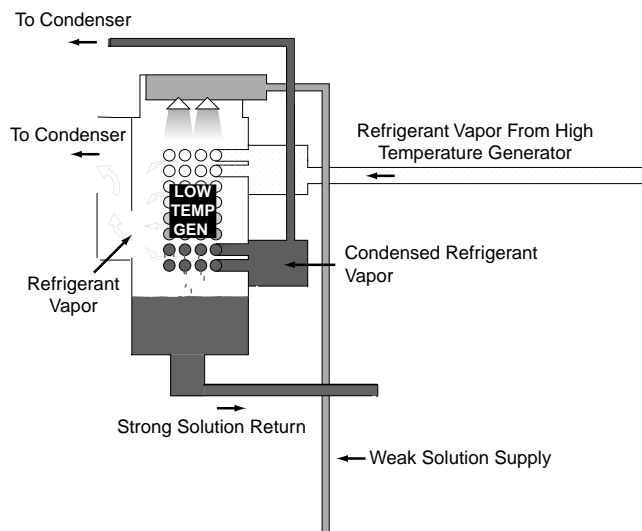 To Condenser
To Condenser
Refrigerant Vapor From High
Temperature Generator
LOW
TEMP
GEN
Condensed Refrigerant
Vapor
Refrigerant
Vapor
Strong Solution Return
Weak Solution Supply